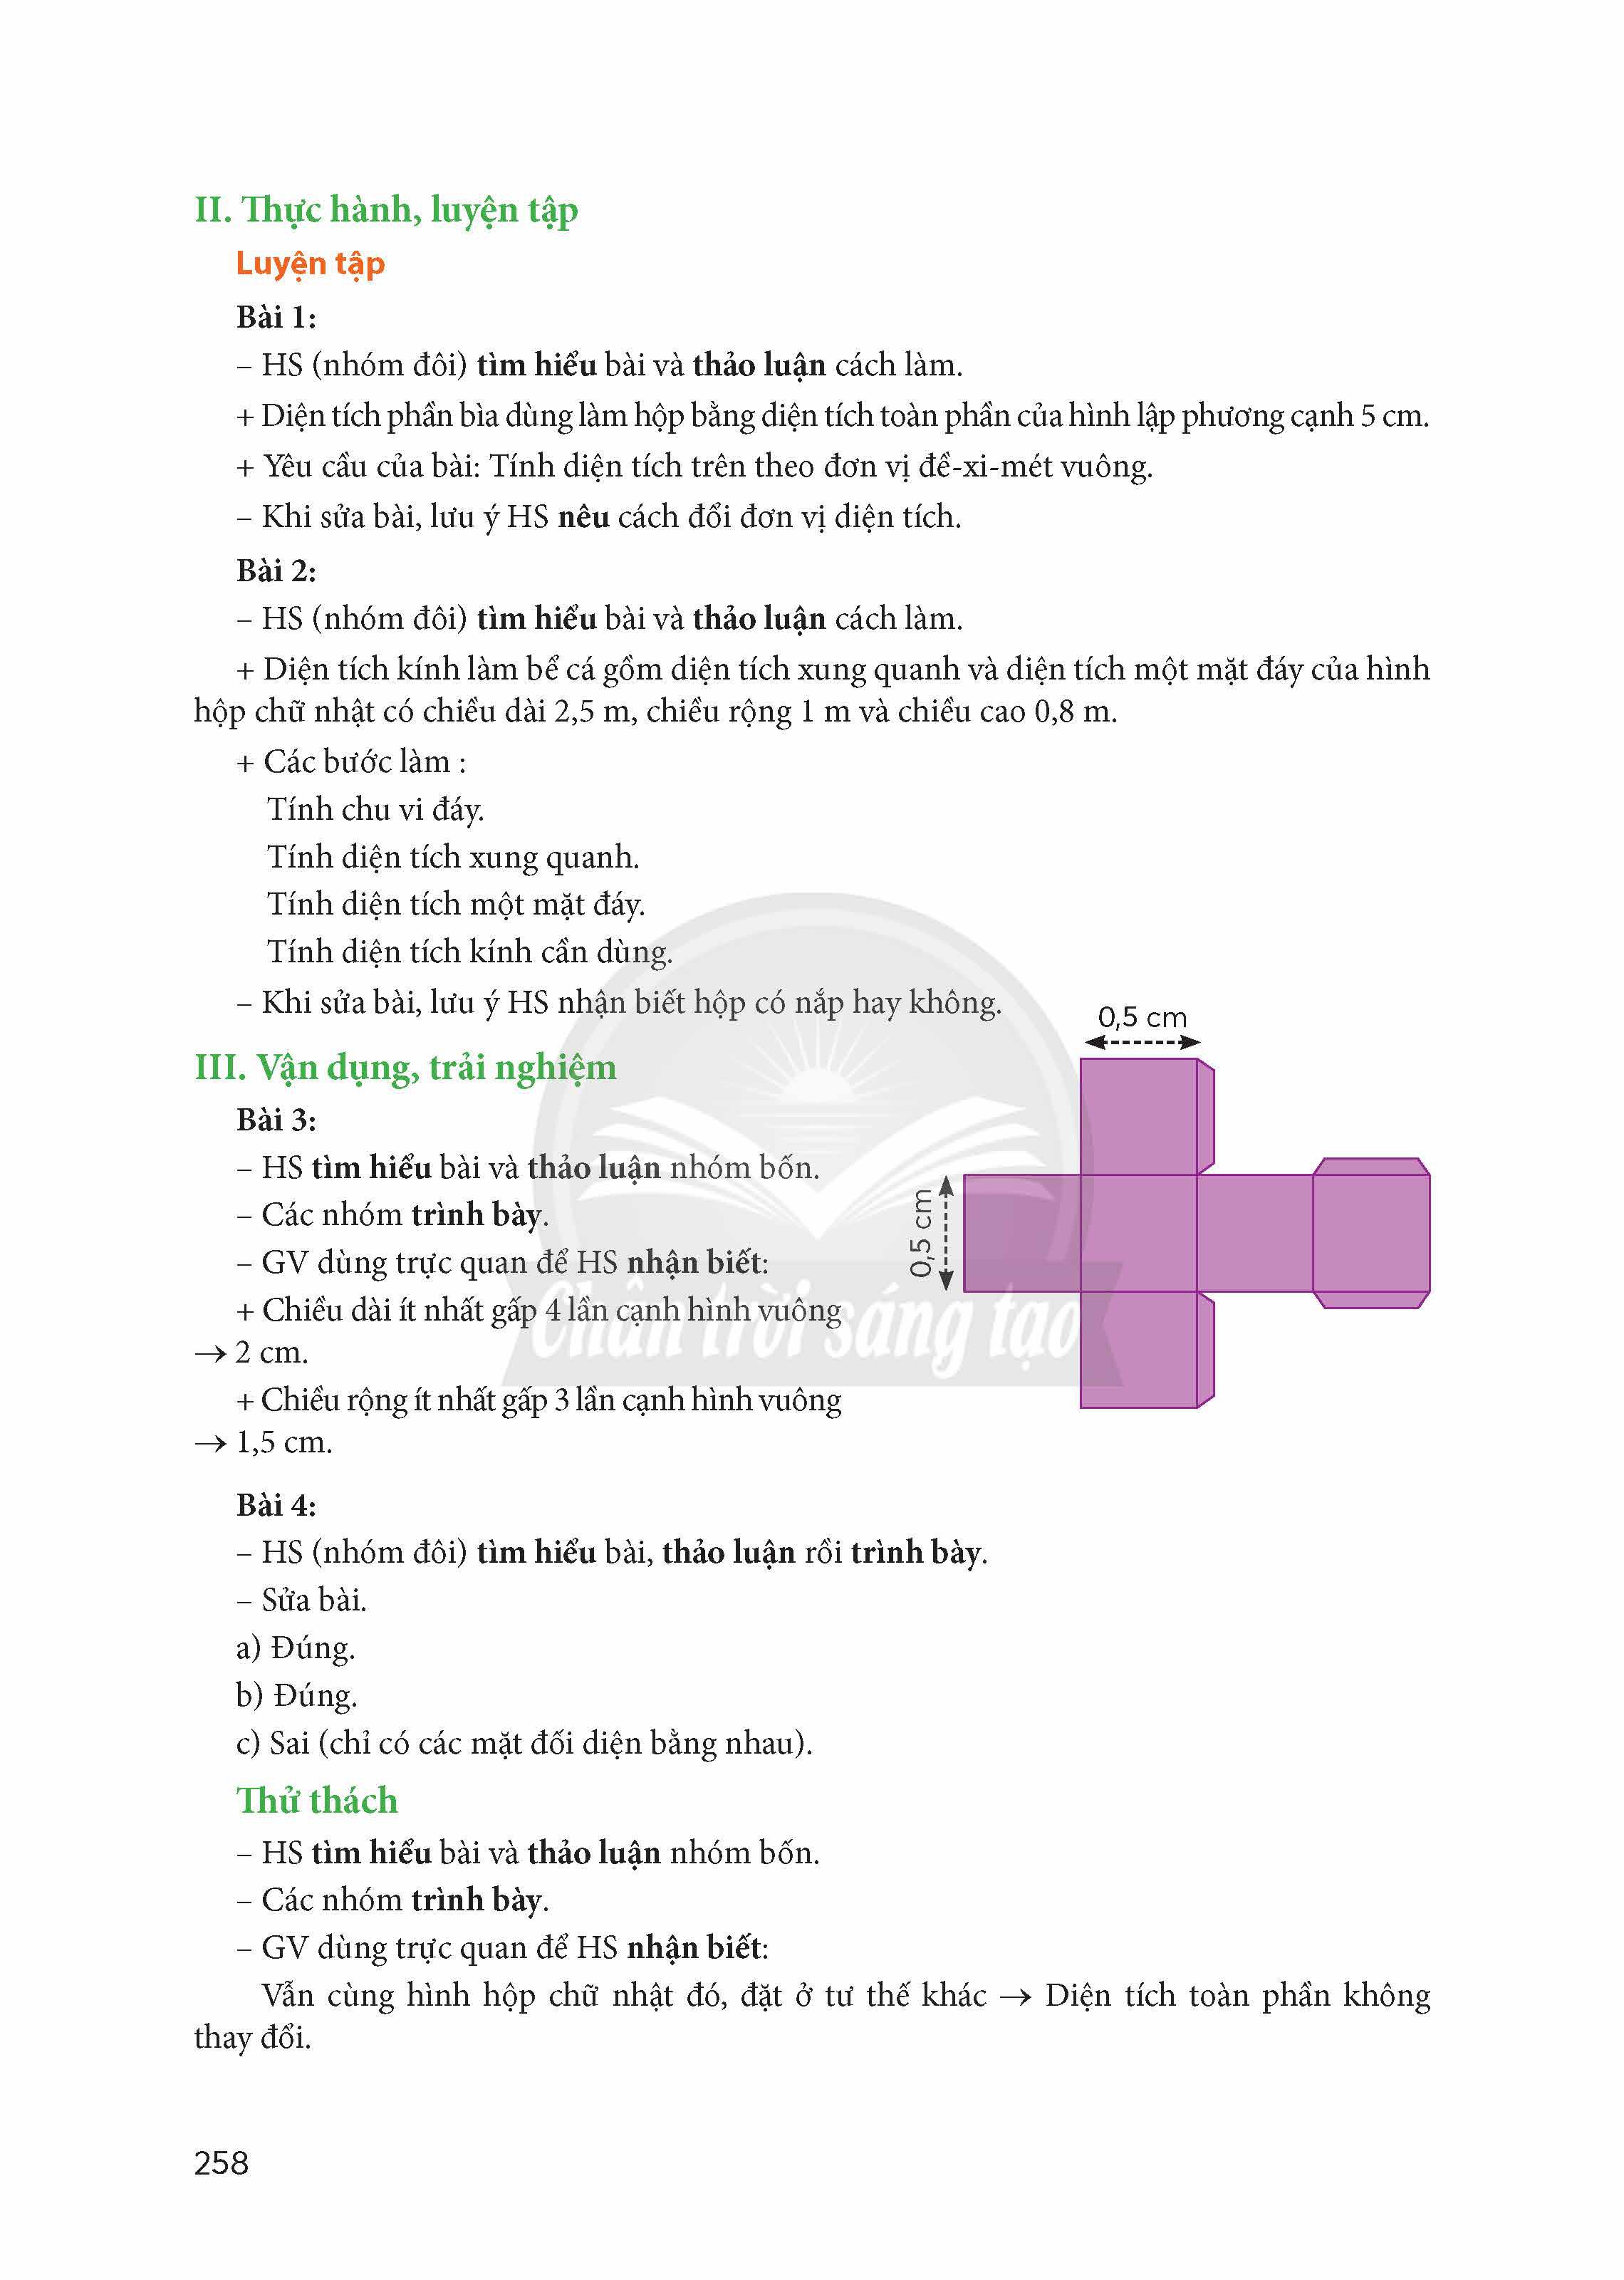 II. Thực hành, luyện tập
Luyện tập
Bài 1:
– HS (nhóm đôi) tìm hiểu bài và thảo luận cách làm.
+ Diện tích phần bìa dùng làm hộp bằng diện tích toàn phần của hình lập phương cạnh 5 cm.
+ Yêu cầu của bài: Tính diện tích trên theo đơn vị đề-xi-mét vuông.
– Khi sửa bài, lưu ý HS nêu cách đổi đơn vị diện tích.
Bài 2:
– HS (nhóm đôi) tìm hiểu bài và thảo luận cách làm.
+ Diện tích kính làm bể cá gồm diện tích xung quanh và diện tích một mặt đáy của hình
hộp chữ nhật có chiều dài 2,5 m, chiều rộng 1 m và chiều cao 0,8 m.
+ Các bước làm :
Tính chu vi đáy.
Tính diện tích xung quanh.
Tính diện tích một mặt đáy.
Tính diện tích kính cần dùng.
– Khi sửa bài, lưu ý HS nhận biết hộp có nắp hay không.
III. Vận dụng, trải nghiệm
Bài 3:
– HS tìm hiểu bài và thảo luận nhóm bốn.
– Các nhóm trình bày.
– GV dùng trực quan để HS nhận biết:
+ Chiều dài ít nhất gấp 4 lần cạnh hình vuông
→ 2 cm.
+ Chiều rộng ít nhất gấp 3 lần cạnh hình vuông
→ 1,5 cm.
0,5 cm
0,5 cm
Chân trời sáng tạo
Bài 4:
– HS (nhóm đôi) tìm hiểu bài, thảo luận rồi trình bày.
– Sửa bài.
a) Đúng.
b) Đúng.
c) Sai (chỉ có các mặt đối diện bằng nhau).
Thử thách
– HS tìm hiểu bài và thảo luận nhóm bốn.
– Các nhóm trình bày.
– GV dùng trực quan để HS nhận biết:
Vẫn cùng hình hộp chữ nhật đó, đặt ở tư thế khác → Diện tích toàn phần không
thay đổi.
258